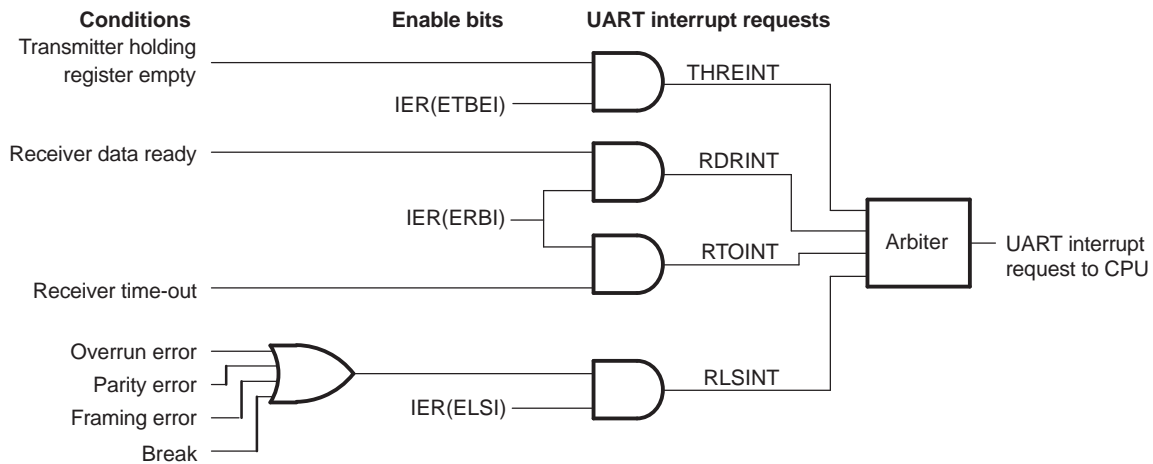 Conditions
Enable bits
UART interrupt requests
Transmitter holding
register empty
THREINT
IER(ETBEI)
Receiver data ready
RDRINT
IER(ERBI)
Arbiter
UART interrupt
request to CPU
RTOINT
Receiver time-out
Overrun error
Parity error
Framing error
Break
IER(ELSI)
RLSINT